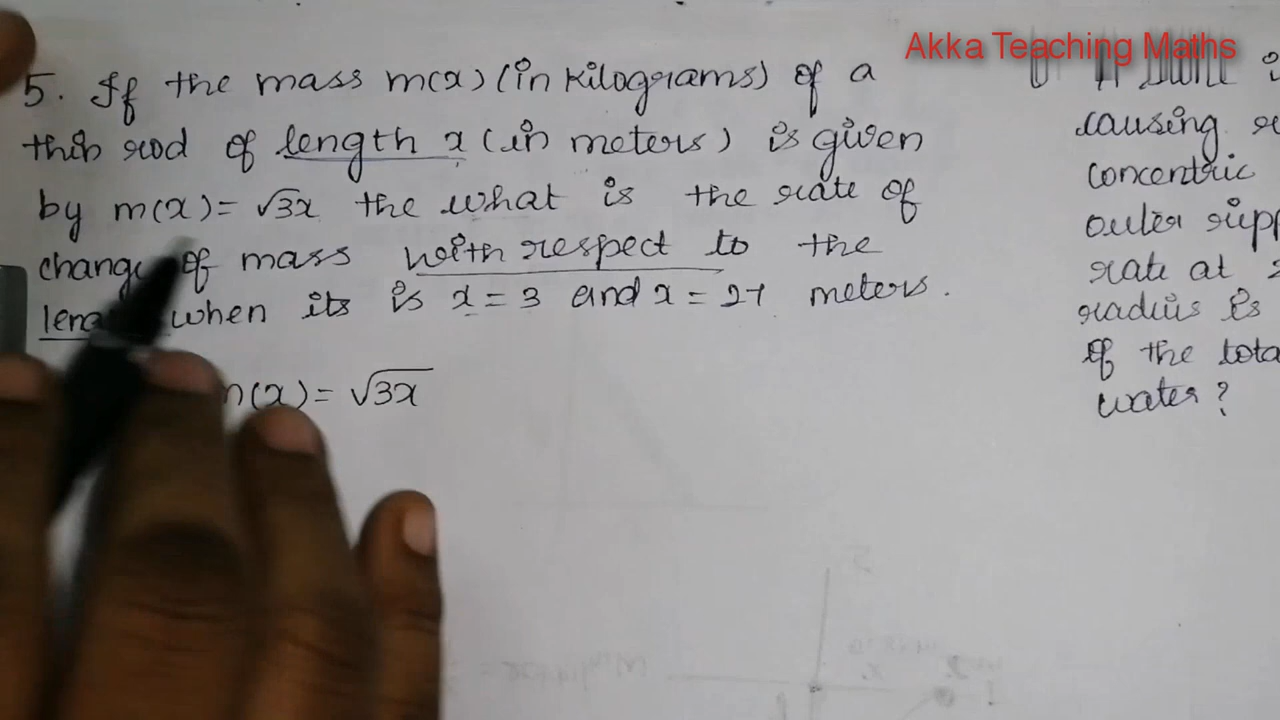 Akka Teaching Maths
5. If the mass m(x) (in kilograms) of a
thin rod of length x (in meters) is given
by m(x) = √3x the what is the rate of
change of mass with respect to the
when its is x = 3 and x = 27 meters.
m(x) = √3x
causing
concentric
outer
rate at
radius is
of the
water?